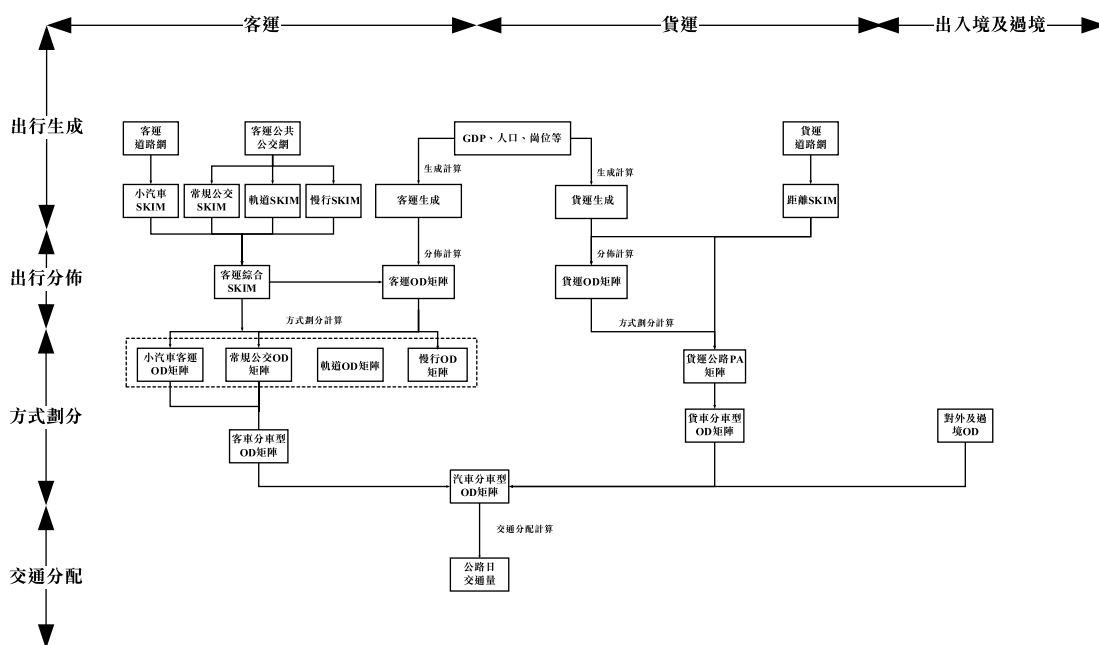 客運
貨運
出入境及過境
出行生成
客運
道路網
客運公共
公交網
GDP、人口、崗位等
貨運
道路網
生成計算
生成計算
小汽車
SKIM
常規公交
SKIM
軌道SKIM
慢行SKIM
客運生成
貨運生成
距離SKIM
出行分佈
分佈計算
分佈計算
客運綜合
SKIM
客運OD矩陣
貨運OD矩陣
方式劃分計算
方式劃分計算
小汽車客運
OD矩陣
常規公交OD
矩陣
軌道OD矩陣
慢行OD
矩陣
貨運公路PA
矩陣
方式劃分
客車分車型
OD矩陣
貨車分車型
OD矩陣
對外及過
境OD
汽車分車型
OD矩陣
交通分配計算
交通分配
公路日
交通量